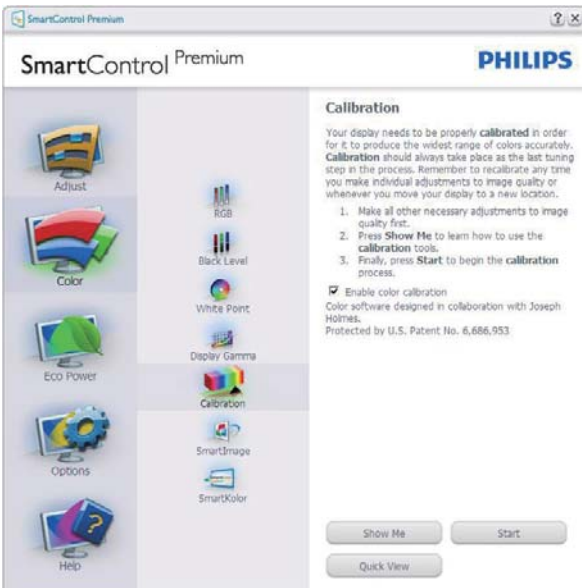 SmartControl Premium
SmartControl Premium
PHILIPS
Adjust
Color
Eco Power
Options
Help
RGB
Black Level
White Point
Display Gamma
Calibration
SmartImage
SmartKolor
Calibration
Your display needs to be properly calibrated in order
for it to produce the widest range of colors accurately.
Calibration should always take place as the last tuning
step in the process. Remember to recalibrate any time
you make individual adjustments to image quality or
whenever you move your display to a new location.
1. Make all other necessary adjustments to image
quality first.
2. Press Show Me to learn how to use the
calibration tools.
3. Finally, press Start to begin the calibration
process.
Enable color calibration
Color software designed in collaboration with Joseph
Holmes.
Protected by U.S. Patent No. 6,686,953
Show Me
Start
Quick View